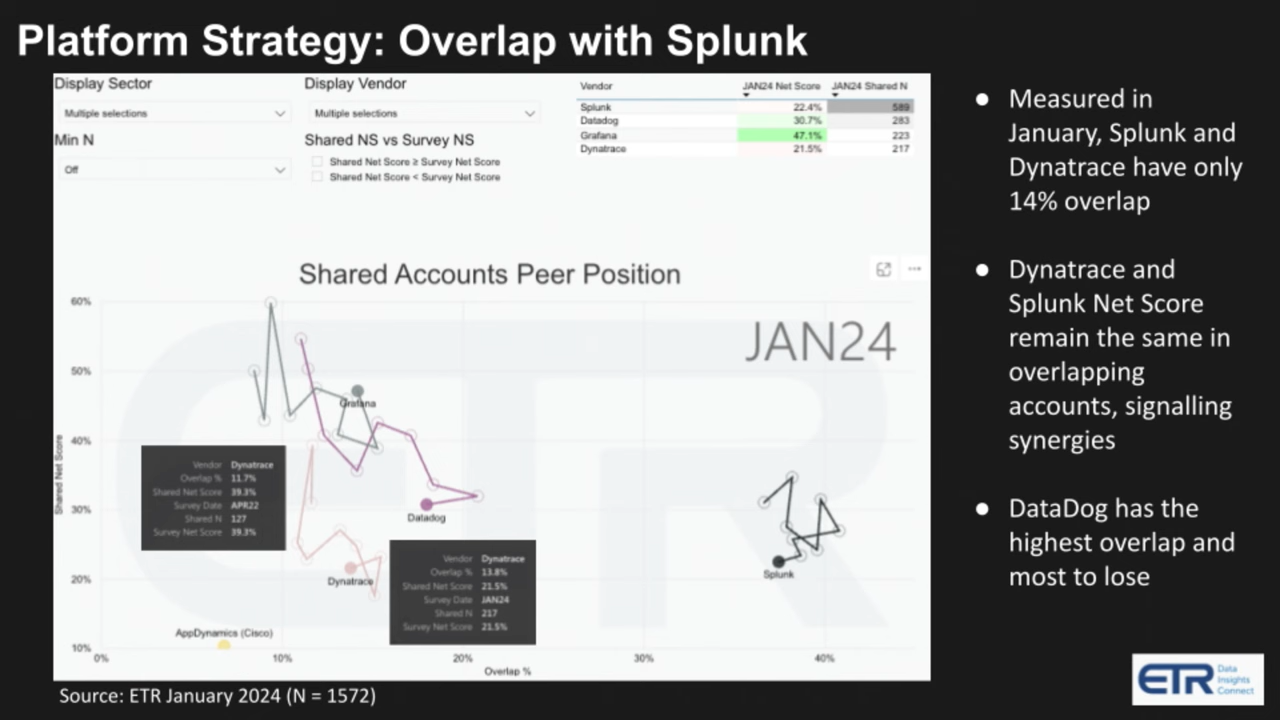 Platform Strategy: Overlap with Splunk
Display Sector
Multiple selections
Min N
Off
Display Vendor
Multiple selections
Shared NS vs Survey NS
Shared Net Score ≥ Survey Net Score
Shared Net Score < Survey Net Score
Vendor JAN24 Net Score JAN24 Shared N
Splunk 22.4% 589
Datadog 30.7% 283
Grafana 47.1% 223
Dynatrace 21.5% 217
Shared Accounts Peer Position
JAN24
Shared Net Score
60%
50%
40%
30%
20%
10%
Grafana
Datadog
Dynatrace
Splunk
AppDynamics (Cisco)
Vendor Dynatrace
Overlap % 11.7%
Shared Net Score 39.3%
Survey Date APR22
Shared N 127
Survey Net Score 39.3%
Vendor Dynatrace
Overlap % 13.8%
Shared Net Score 21.5%
Survey Date JAN24
Shared N 217
Survey Net Score 21.5%
0% 10% 20% 30% 40%
Overlap %
● Measured in
January, Splunk and
Dynatrace have only
14% overlap
● Dynatrace and
Splunk Net Score
remain the same in
overlapping
accounts, signalling
synergies
● DataDog has the
highest overlap and
most to lose
Source: ETR January 2024 (N = 1572)
ETR Data
Insights
Connect